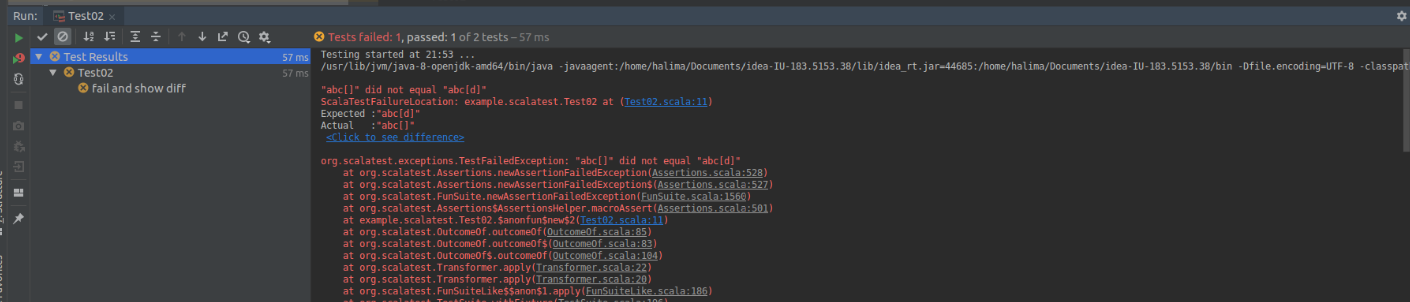 Run: Test02
Tests failed: 1, passed: 1 of 2 tests – 57 ms
Test Results 57 ms
Test02 57 ms
fail and show diff
Testing started at 21:53 ...
/usr/lib/jvm/java-8-openjdk-amd64/bin/java -javaagent:/home/halima/Documents/idea-IU-183.5153.38/lib/idea_rt.jar=44685:/home/halima/Documents/idea-IU-183.5153.38/bin -Dfile.encoding=UTF-8 -classpat
"abc[]" did not equal "abc[d]"
ScalaTestFailureLocation: example.scalatest.Test02 at (Test02.scala:11)
Expected :"abc[d]"
Actual   :"abc[]"
<Click to see difference>
org.scalatest.exceptions.TestFailedException: "abc[]" did not equal "abc[d]"
at org.scalatest.Assertions.newAssertionFailedException(Assertions.scala:528)
at org.scalatest.Assertions.newAssertionFailedException$(Assertions.scala:527)
at org.scalatest.FunSuite.newAssertionFailedException(FunSuite.scala:1560)
at org.scalatest.Assertions$AssertionsHelper.macroAssert(Assertions.scala:501)
at example.scalatest.Test02.$anonfun$new$2(Test02.scala:11)
at org.scalatest.OutcomeOf.outcomeOf(OutcomeOf.scala:85)
at org.scalatest.OutcomeOf.outcomeOf$(OutcomeOf.scala:83)
at org.scalatest.OutcomeOf$.outcomeOf(OutcomeOf.scala:104)
at org.scalatest.Transformer.apply(Transformer.scala:22)
at org.scalatest.Transformer.apply(Transformer.scala:20)
at org.scalatest.FunSuiteLike$$anon$1.apply(FunSuiteLike.scala:186)